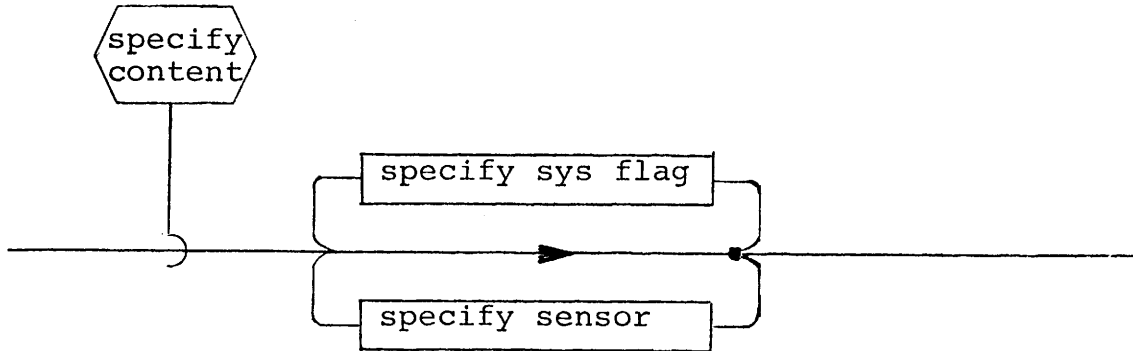 specify
content
specify sys flag
specify sensor